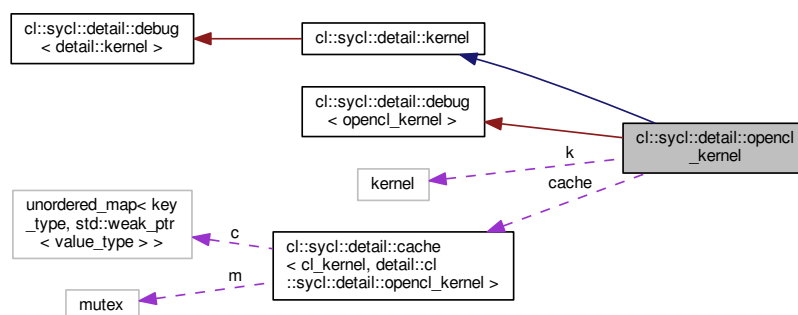 cl::sycl::detail::debug
< detail::kernel >
cl::sycl::detail::kernel
cl::sycl::detail::debug
< opencl_kernel >
cl::sycl::detail::opencl
_kernel
k
kernel
cache
unordered_map< key
_type, std::weak_ptr
< value_type > >
c
cl::sycl::detail::cache
< cl_kernel, detail::cl
::sycl::detail::opencl_kernel >
m
mutex